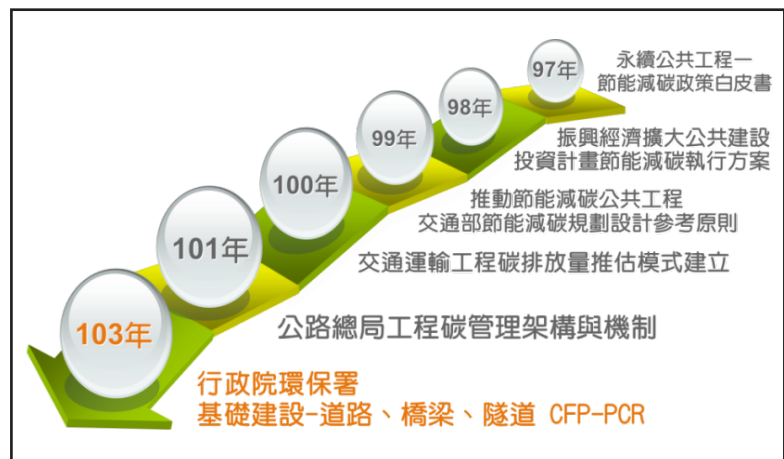 97年
永續公共工程一
節能減碳政策白皮書
98年
振興經濟擴大公共建設
投資計畫節能減碳執行方案
99年
推動節能減碳公共工程
交通部節能減碳規劃設計參考原則
100年
交通運輸工程碳排放量推估模式建立
101年
公路總局工程碳管理架構與機制
103年
行政院環保署
基礎建設-道路、橋梁、隧道 CFP-PCR